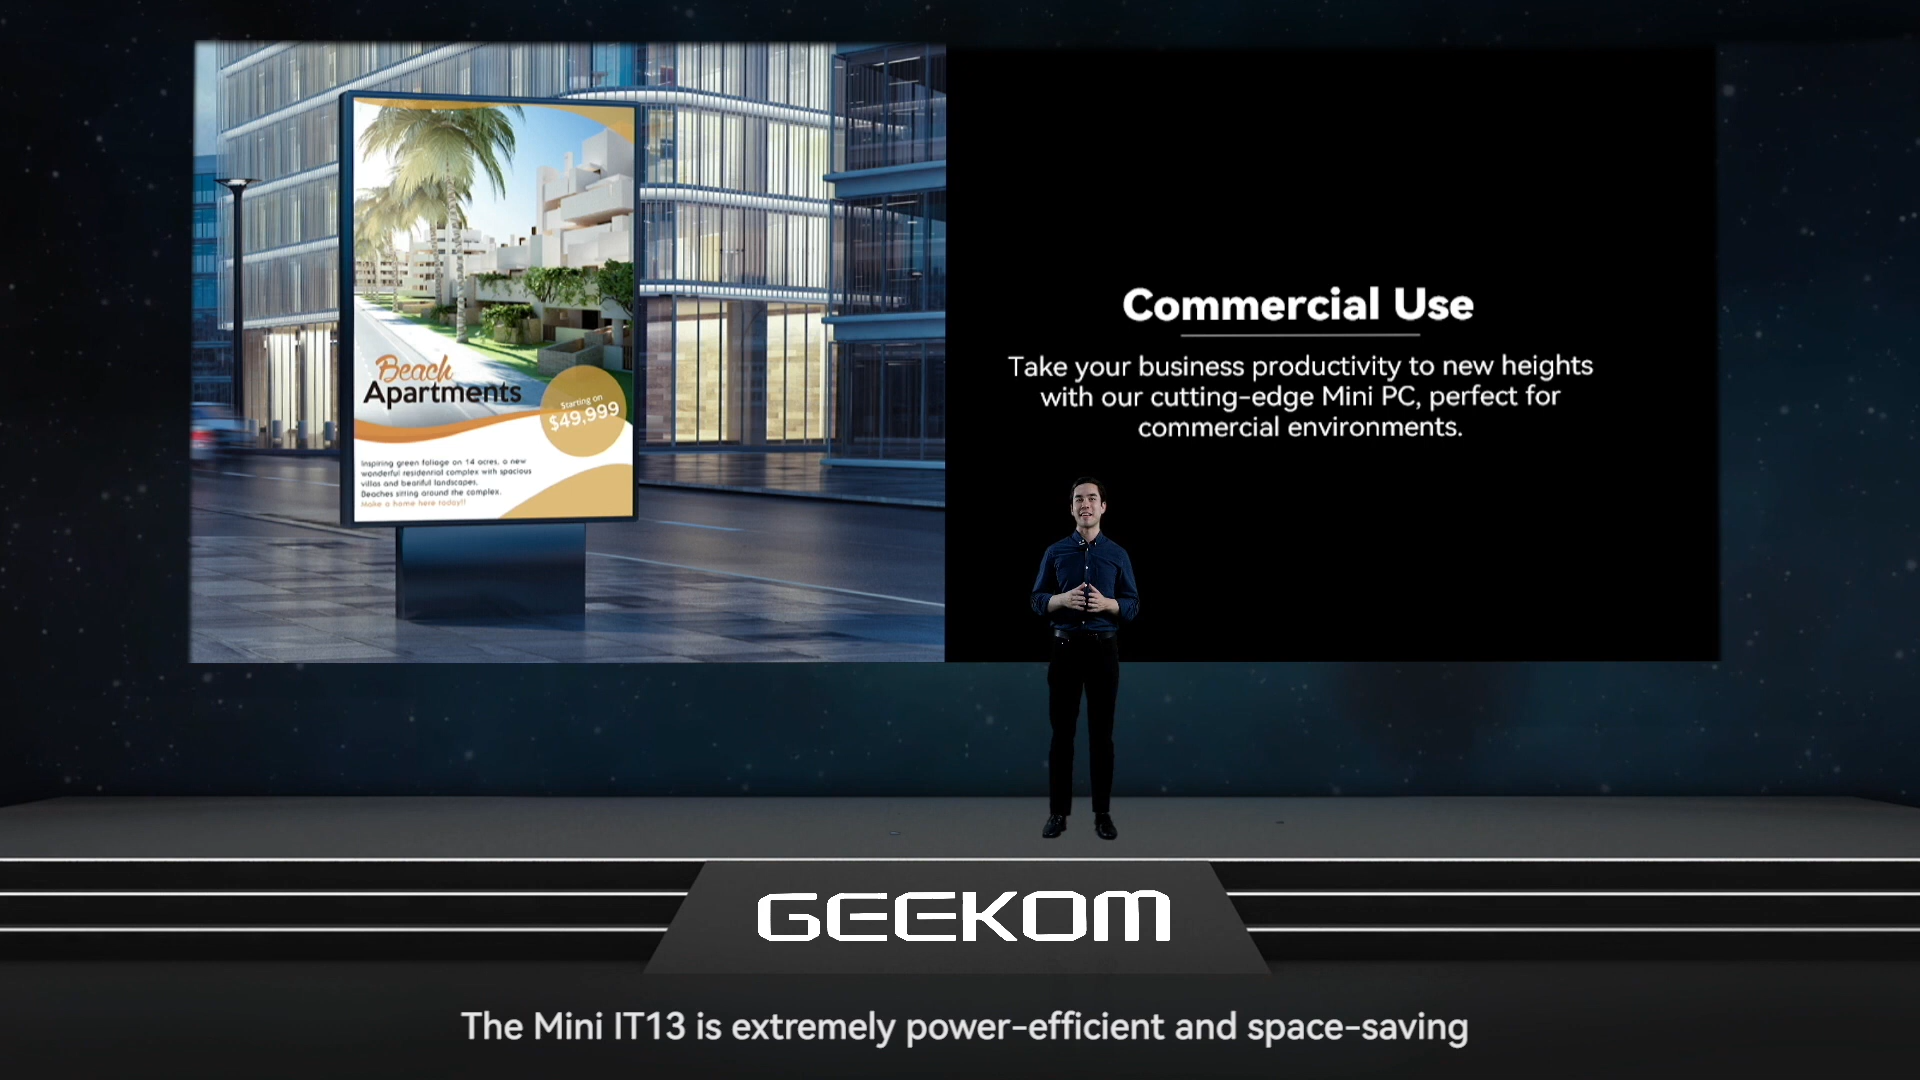 Beach
Apartments
Starting on
$49,999
Inspiring green foliage on 14 acres, a new
wonderful residenrial complex with spacious
villas and beariful landscapes.
Beaches sitting around the complex.
Make a home here today!!
Commercial Use
Take your business productivity to new heights
with our cutting-edge Mini PC, perfect for
commercial environments.
GEEKOM
The Mini IT13 is extremely power-efficient and space-saving